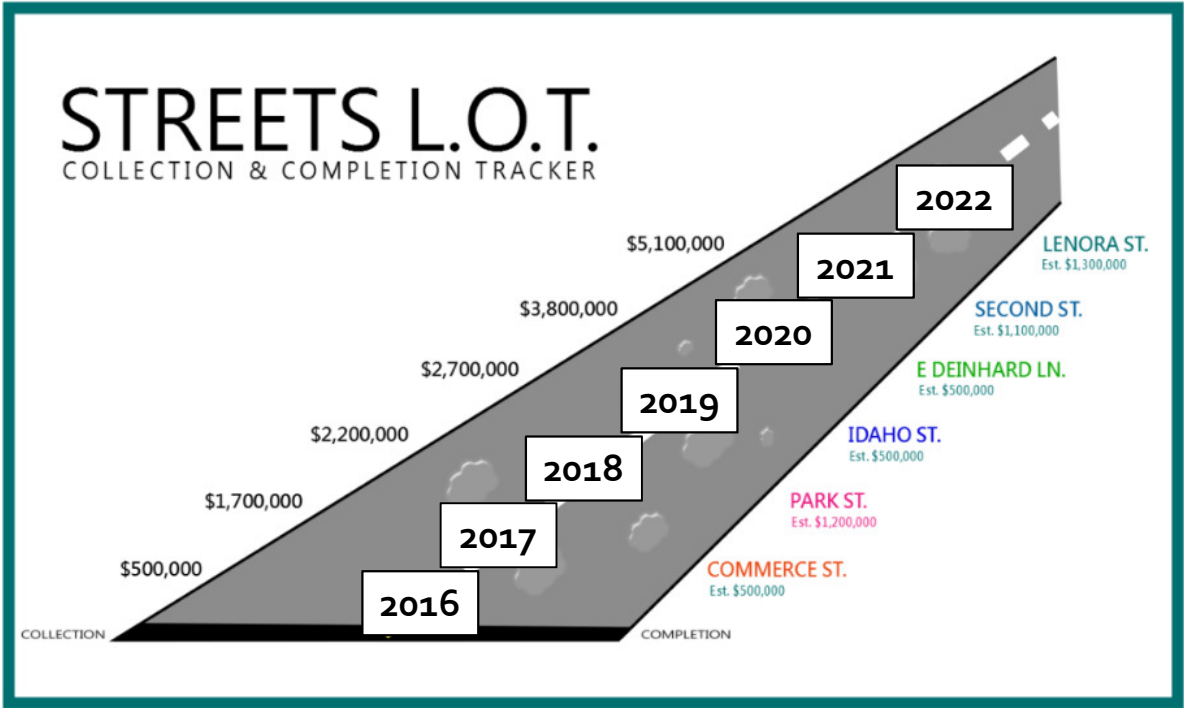 STREETS L.O.T.
COLLECTION & COMPLETION TRACKER
2022
$5,100,000
LENORA ST.
Est. $1,300,000
2021
$3,800,000
SECOND ST.
Est. $1,100,000
2020
$2,700,000
E DEINHARD LN.
Est. $500,000
2019
$2,200,000
IDAHO ST.
Est. $500,000
2018
$1,700,000
PARK ST.
Est. $1,200,000
2017
$500,000
COMMERCE ST.
Est. $500,000
2016
COLLECTION
COMPLETION